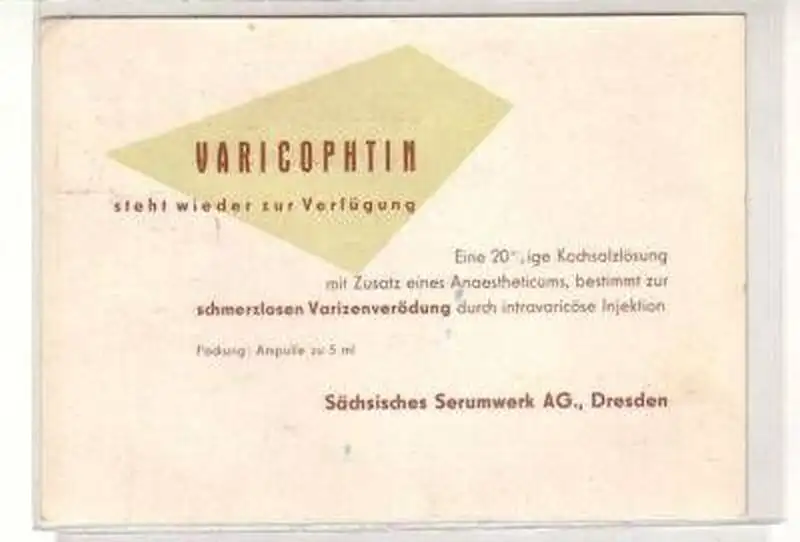 VARICOPHTIN
steht wieder zur Verfügung
Eine 20%ige Kochsalzlösung
mit Zusatz eines Anaestheticums, bestimmt zur
schmerzlosen Varizenverödung durch intravaricöse Injektion
Packung: Ampulle zu 5 ml
Sächsisches Serumwerk AG., Dresden